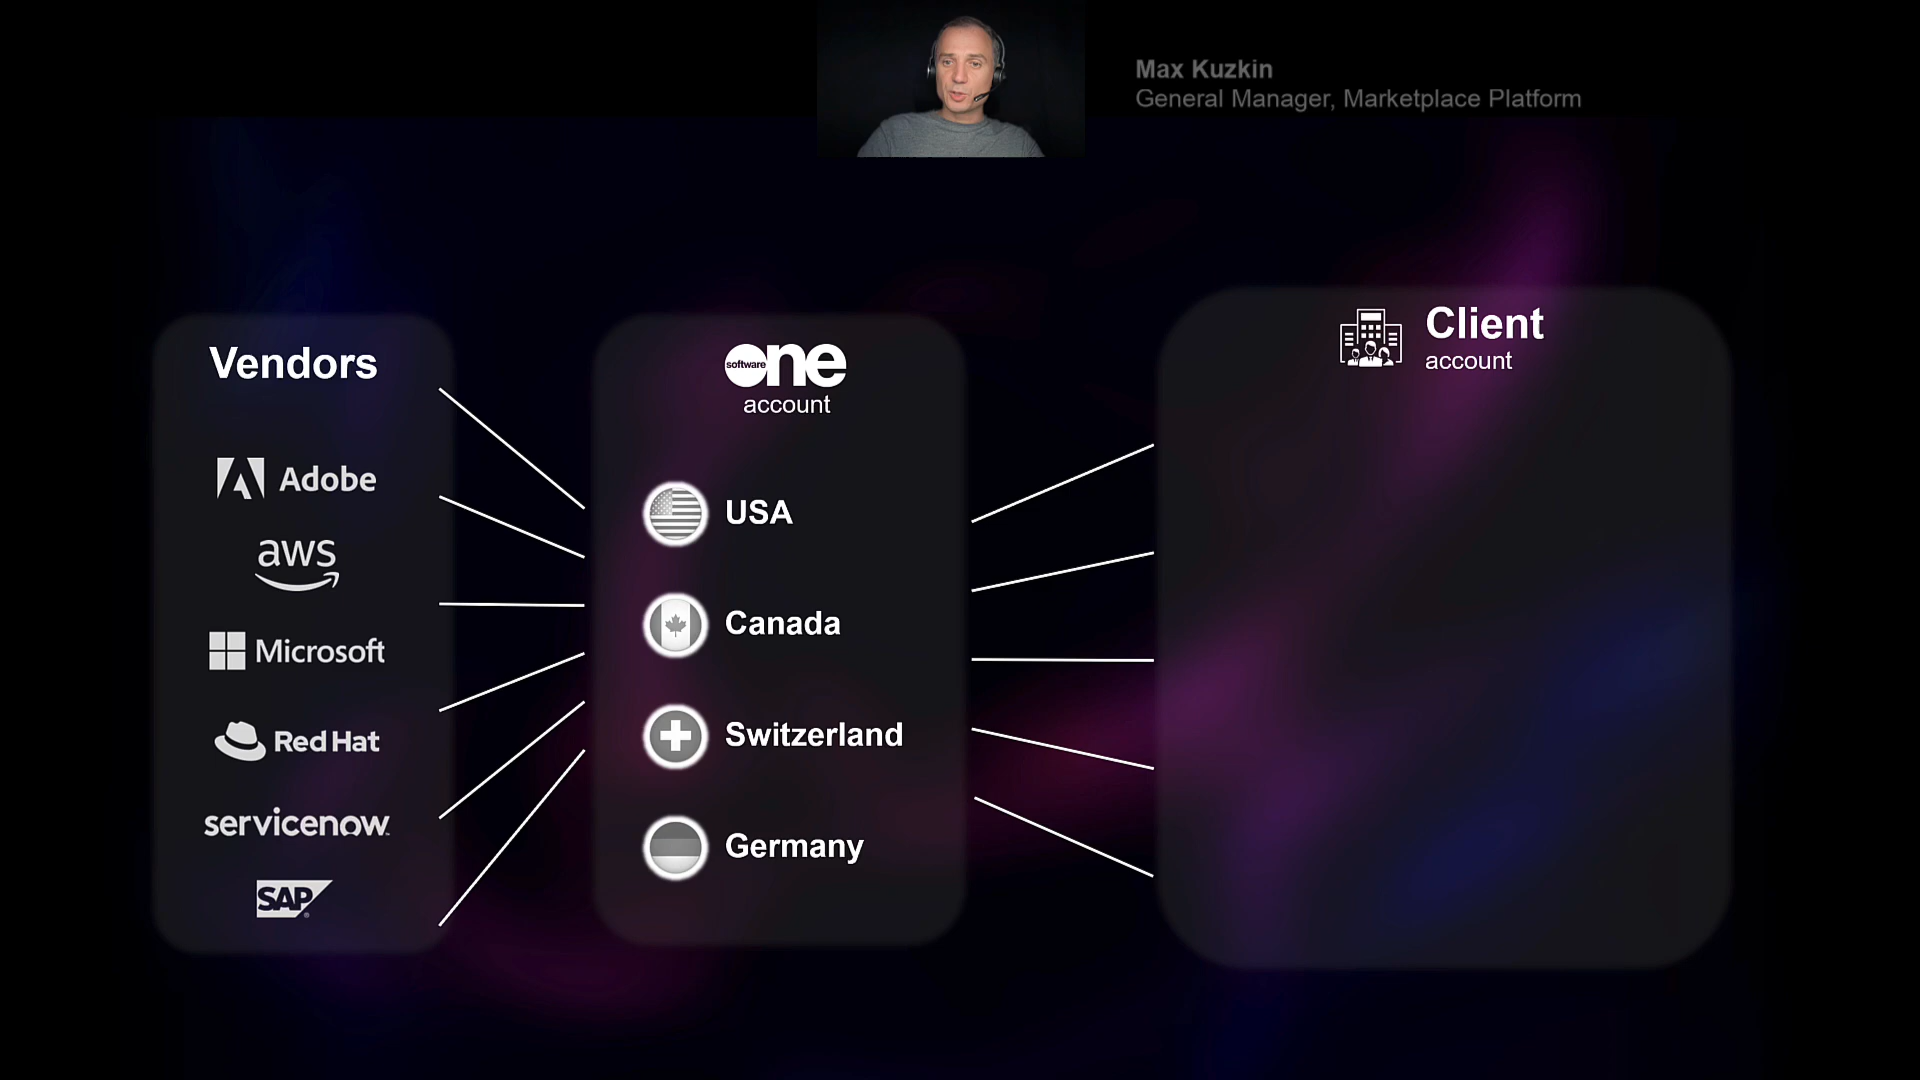 Max Kuzkin
General Manager, Marketplace Platform
Vendors
Adobe
aws
Microsoft
Red Hat
servicenow
SAP
software one
account
USA
Canada
Switzerland
Germany
Client
account